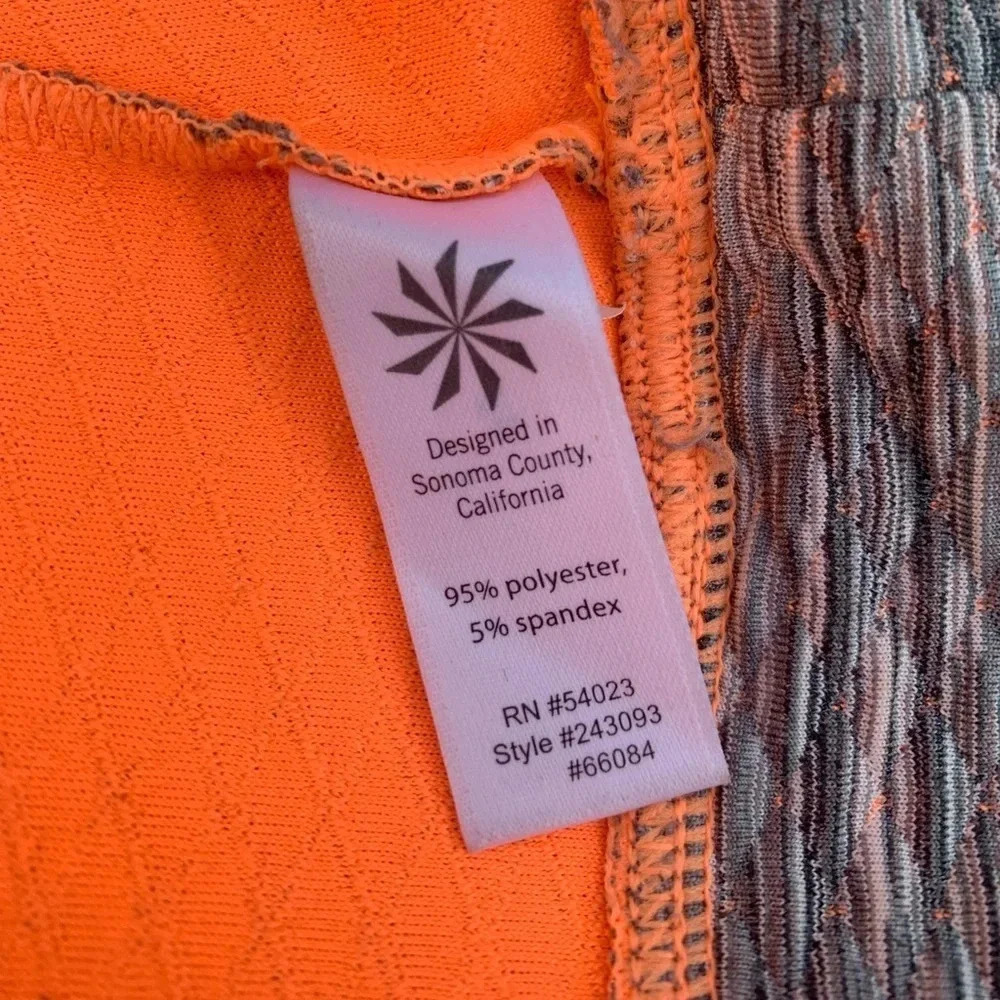 Designed in
Sonoma County,
California
95% polyester,
5% spandex
RN #54023
Style #243093
#66084